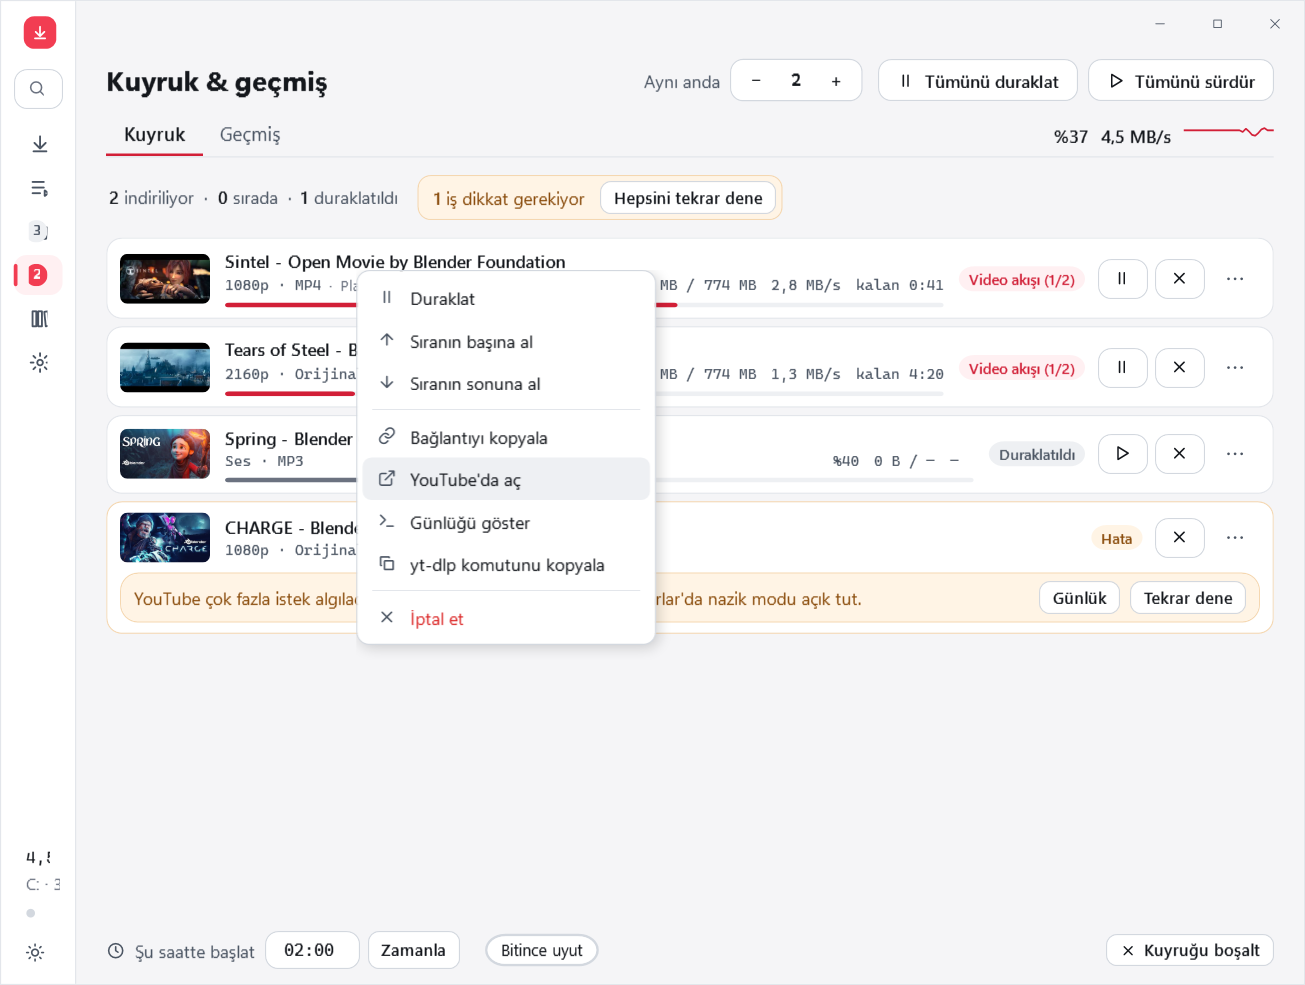 Kuyruk & geçmiş
Aynı anda
2
Tümünü duraklat
Tümünü sürdür
Kuyruk
Geçmiş
%37 4,5 MB/s
2 indiriliyor · 0 sırada · 1 duraklatıldı
1 iş dikkat gerekiyor
Hepsini tekrar dene
3
2
Sintel - Open Movie by Blender Foundation
1080p · MP4 ·
MB / 774 MB 2,8 MB/s kalan 0:41
Video akışı (1/2)
Tears of Steel -
2160p ·
MB / 774 MB 1,3 MB/s kalan 4:20
Video akışı (1/2)
SPRING
Spring - Blender
Ses · MP3
%40 0 B / — —
Duraklatıldı
CHARGE
CHARGE -
1080p ·
Hata
YouTube çok fazla istek
nazik modu açık tut.
Günlük
Tekrar dene
Duraklat
Sıranın başına al
Sıranın sonuna al
Bağlantıyı kopyala
YouTube'da aç
Günlüğü göster
yt-dlp komutunu kopyala
İptal et
C:
Şu saatte başlat
02:00
Zamanla
Bitince uyut
Kuyruğu boşalt